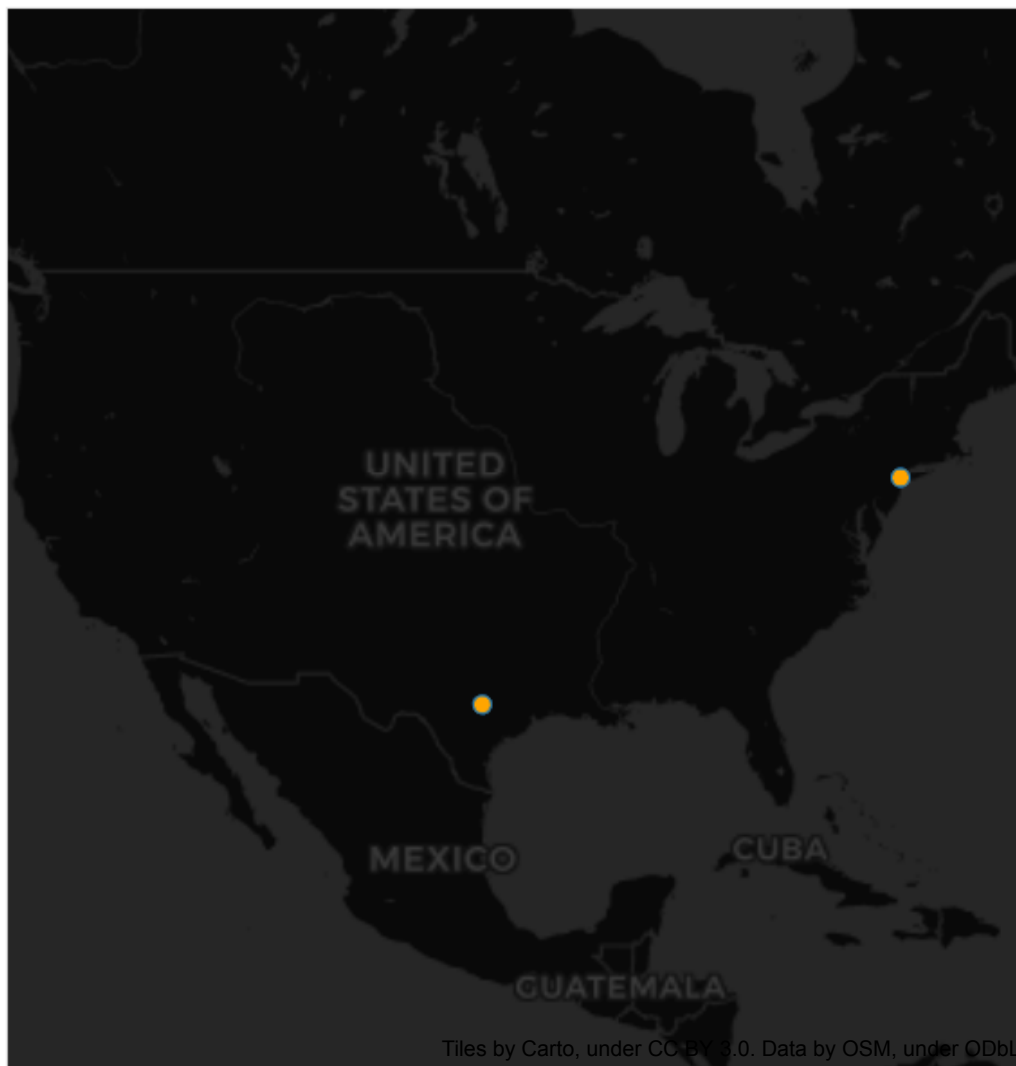 UNITED
STATES OF
AMERICA
MEXICO
CUBA
GUATEMALA
Tiles by Carto, under CC BY 3.0. Data by OSM, under ODbL